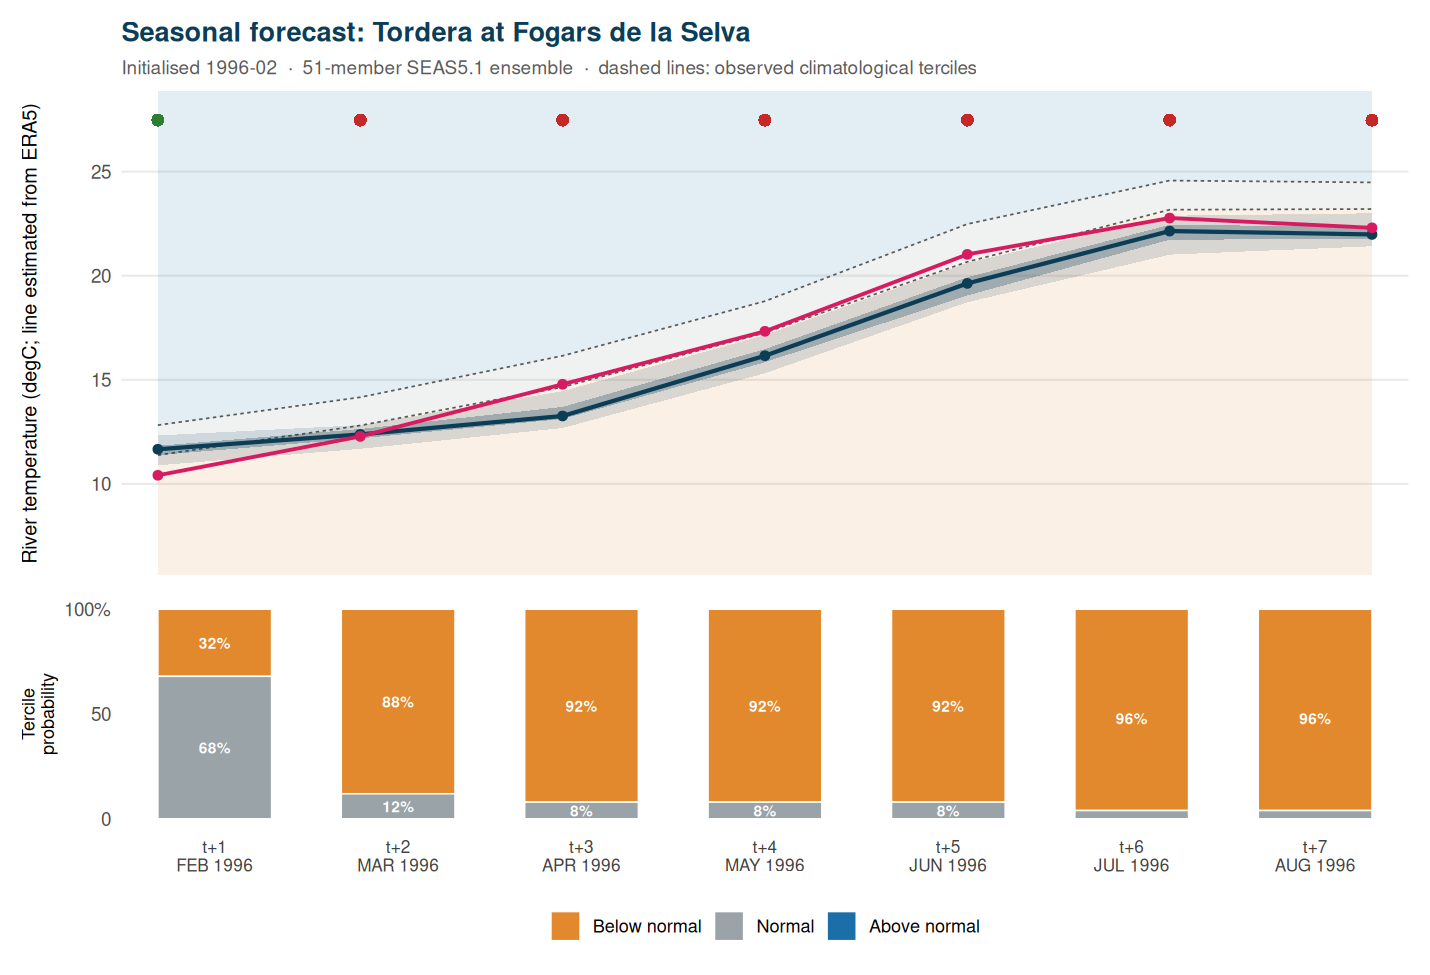 Seasonal forecast: Tordera at Fogars de la Selva
Initialised 1996-02 · 51-member SEAS5.1 ensemble · dashed lines: observed climatological terciles
River temperature (degC; line estimated from ERA5)
25
20
15
10
Tercile
probability
100%
50
0
32%
68%
88%
12%
92%
8%
92%
8%
92%
8%
96%
96%
t+1
FEB 1996
t+2
MAR 1996
t+3
APR 1996
t+4
MAY 1996
t+5
JUN 1996
t+6
JUL 1996
t+7
AUG 1996
Below normal
Normal
Above normal